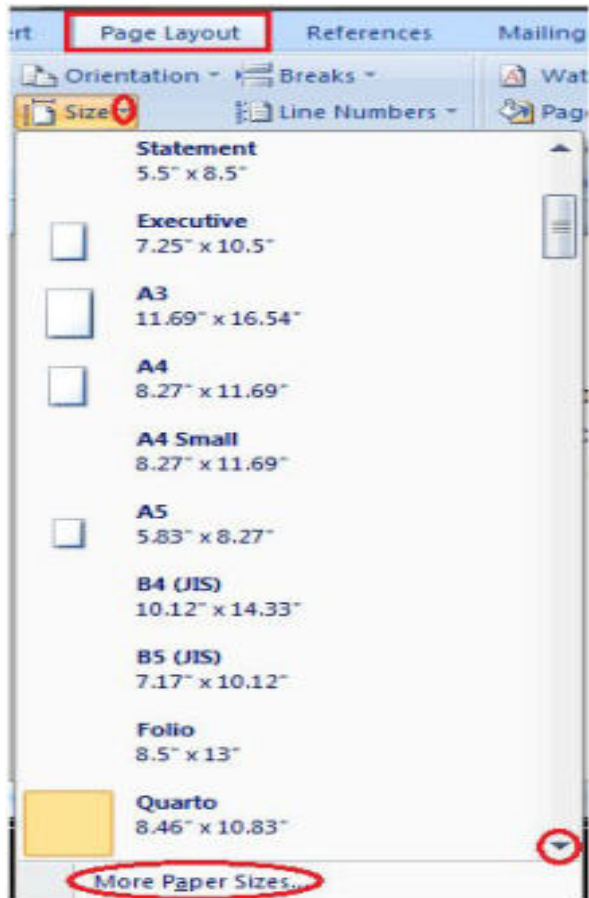 rt Page Layout References Mailing
Orientation Breaks Wat
Size Line Numbers Pag
Statement
5.5" x 8.5"
Executive
7.25" x 10.5"
A3
11.69" x 16.54"
A4
8.27" x 11.69"
A4 Small
8.27" x 11.69"
A5
5.83" x 8.27"
B4 (JIS)
10.12" x 14.33"
B5 (JIS)
7.17" x 10.12"
Folio
8.5" x 13"
Quarto
8.46" x 10.83"
More Paper Sizes...